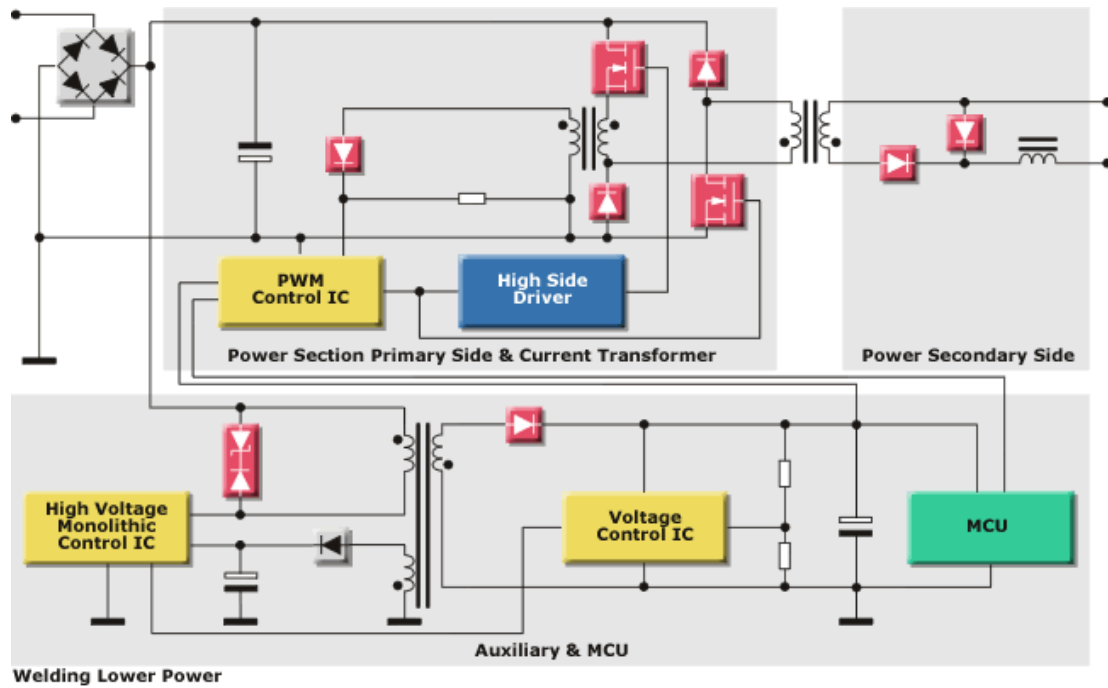 PWM
Control IC
High Side
Driver
Power Section Primary Side & Current Transformer
Power Secondary Side
High Voltage
Monolithic
Control IC
Voltage
Control IC
MCU
Auxiliary & MCU
Welding Lower Power